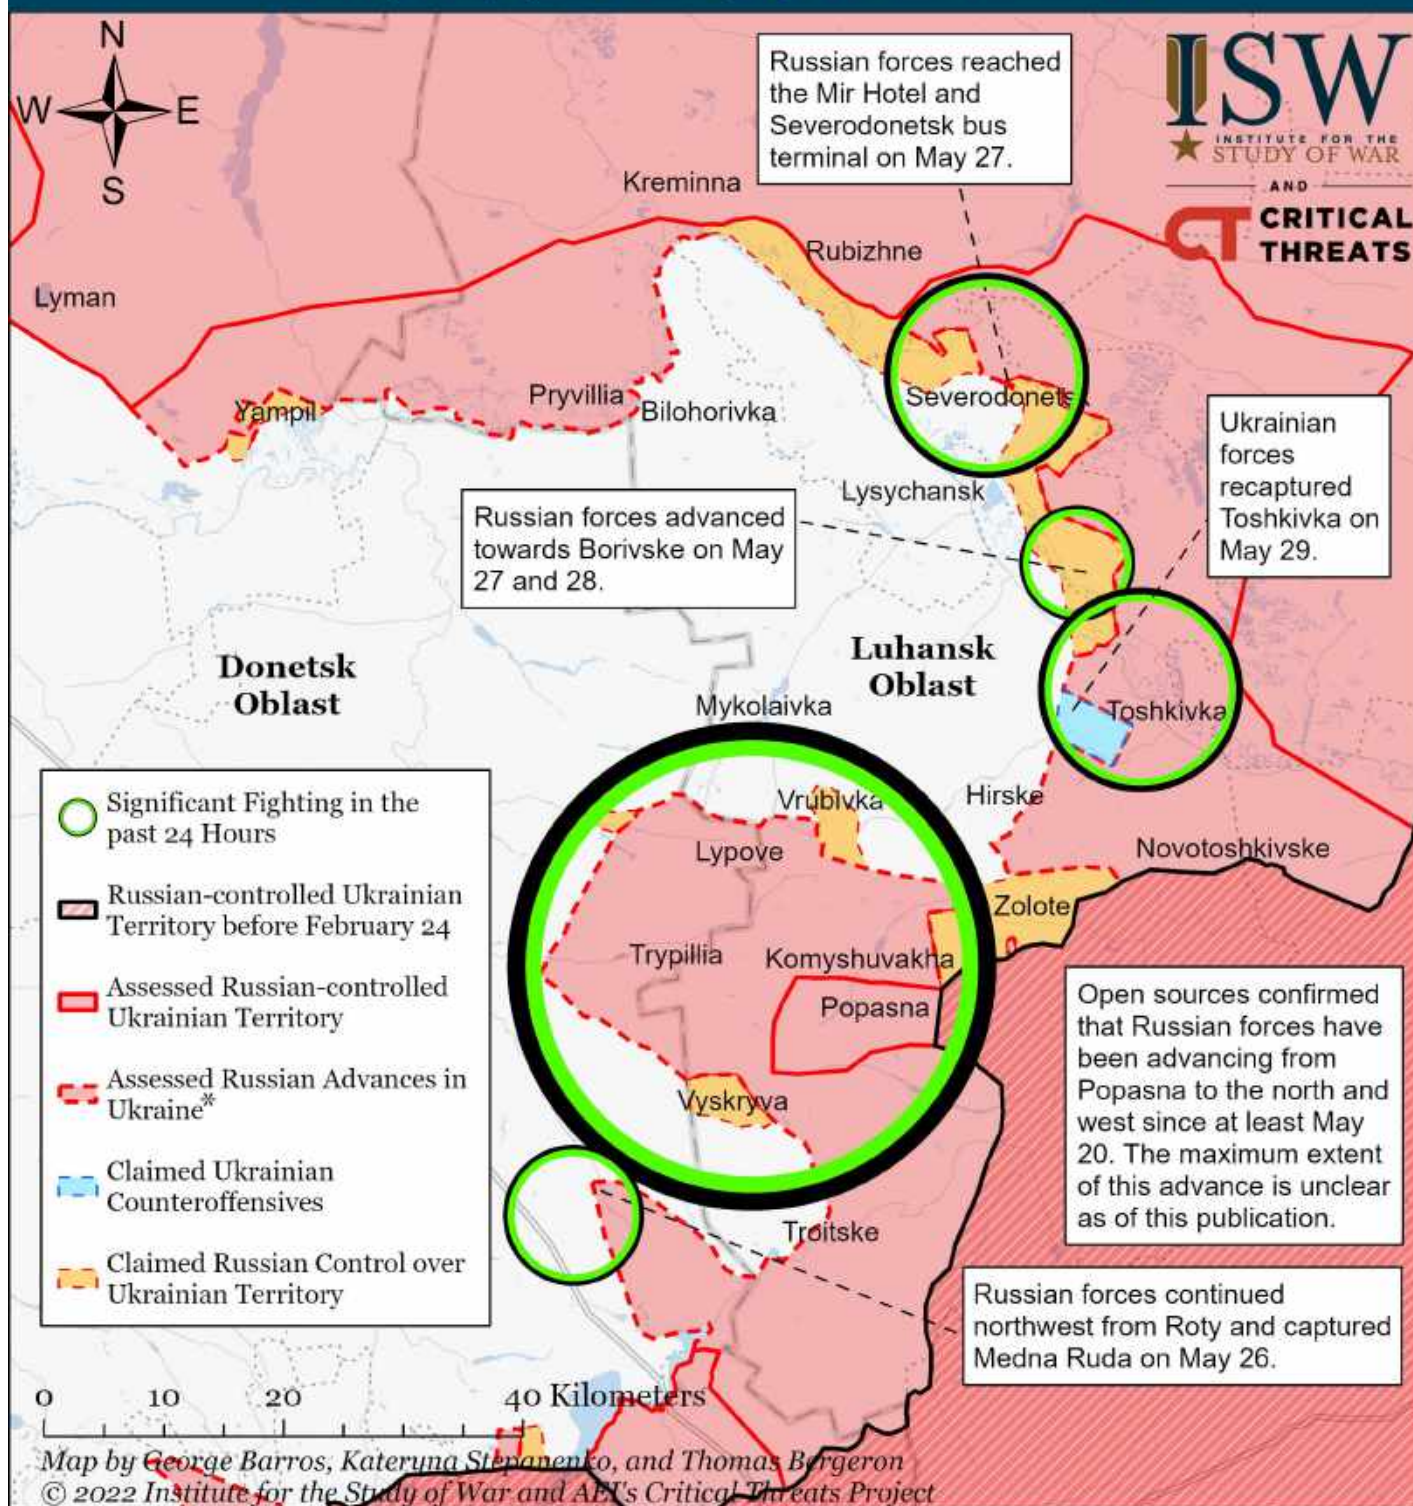 N
W
E
S
Russian forces reached
the Mir Hotel and
Severodonetsk bus
terminal on May 27.
ISW
INSTITUTE FOR THE
STUDY OF WAR
AND
CT CRITICAL
THREATS
Kreminna
Rubizhne
Lyman
Pryvillia
Yampil
Bilohorivka
Severodonetsk
Ukrainian
forces
recaptured
Toshkivka on
May 29.
Lysychansk
Russian forces advanced
towards Borivske on May
27 and 28.
Donetsk
Oblast
Luhansk
Oblast
Mykolaivka
Toshkivka
Vrubivka
Hirske
Lypove
Novotoshkivske
Zolote
Trypillia
Komyshuvakha
Popasna
Vyskryva
Troitske
Significant Fighting in the
past 24 Hours
Russian-controlled Ukrainian
Territory before February 24
Assessed Russian-controlled
Ukrainian Territory
Assessed Russian Advances in
Ukraine*
Claimed Ukrainian
Counteroffensives
Claimed Russian Control over
Ukrainian Territory
Open sources confirmed
that Russian forces have
been advancing from
Popasna to the north and
west since at least May
20. The maximum extent
of this advance is unclear
as of this publication.
Russian forces continued
northwest from Roty and captured
Medna Ruda on May 26.
0 10 20 40 Kilometers
Map by George Barros, Kateryna Stepanenko, and Thomas Bergeron
© 2022 Institute for the Study of War and AEI's Critical Threats Project